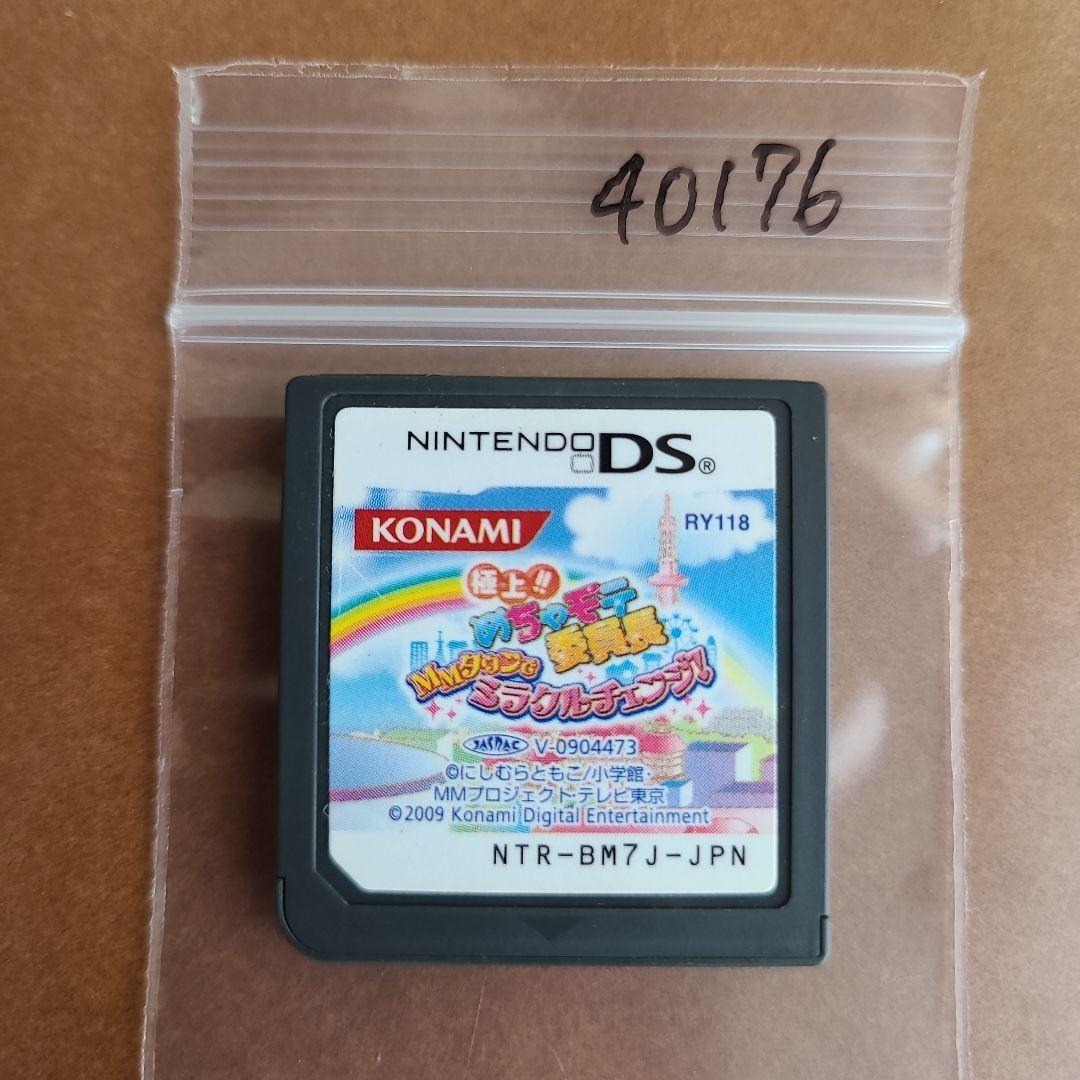 40176
NINTENDO DS®
KONAMI
RY118
極上!!
めちゃモテ
委員長
MMタウンで
ミラクルチェンジ!
JASRAC V-0904473
©にしむらともこ/小学館・
MMプロジェクト・テレビ東京
©2009 Konami Digital Entertainment
NTR-BM7J-JPN